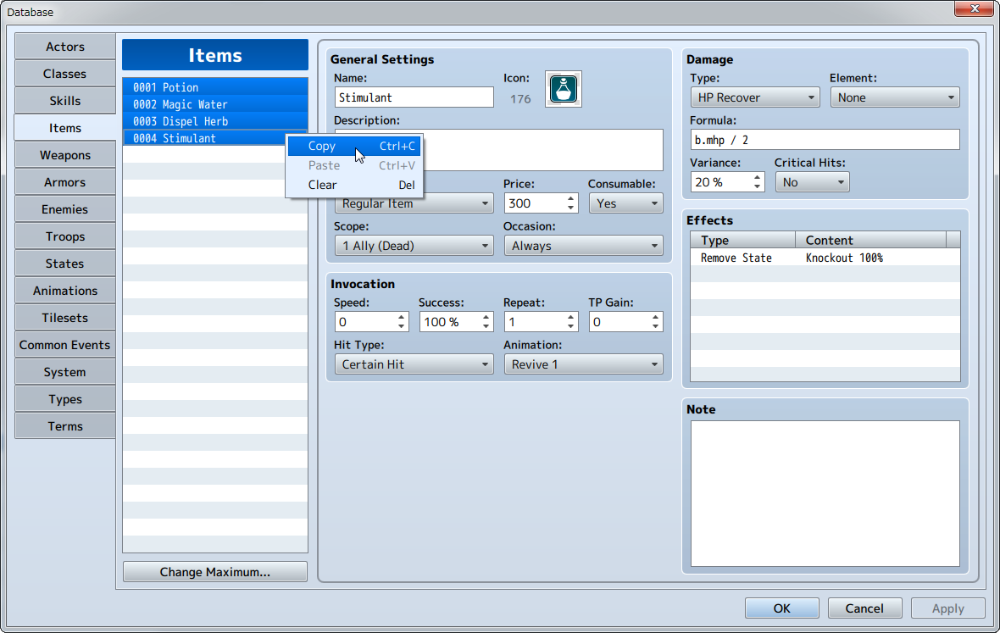 Database
Actors
Classes
Skills
Items
Weapons
Armors
Enemies
Troops
States
Animations
Tilesets
Common Events
System
Types
Terms
Items
0001 Potion
0002 Magic Water
0003 Dispel Herb
0004 Stimulant
Change Maximum...
Copy Ctrl+C
Paste Ctrl+V
Clear Del
General Settings
Name: Icon:
Stimulant 176
Description:
Price: Consumable:
Regular Item 300 Yes
Scope: Occasion:
1 Ally (Dead) Always
Invocation
Speed: Success: Repeat: TP Gain:
0 100 % 1 0
Hit Type: Animation:
Certain Hit Revive 1
Damage
Type: Element:
HP Recover None
Formula:
b.mhp / 2
Variance: Critical Hits:
20 % No
Effects
Type Content
Remove State Knockout 100%
Note
OK Cancel Apply